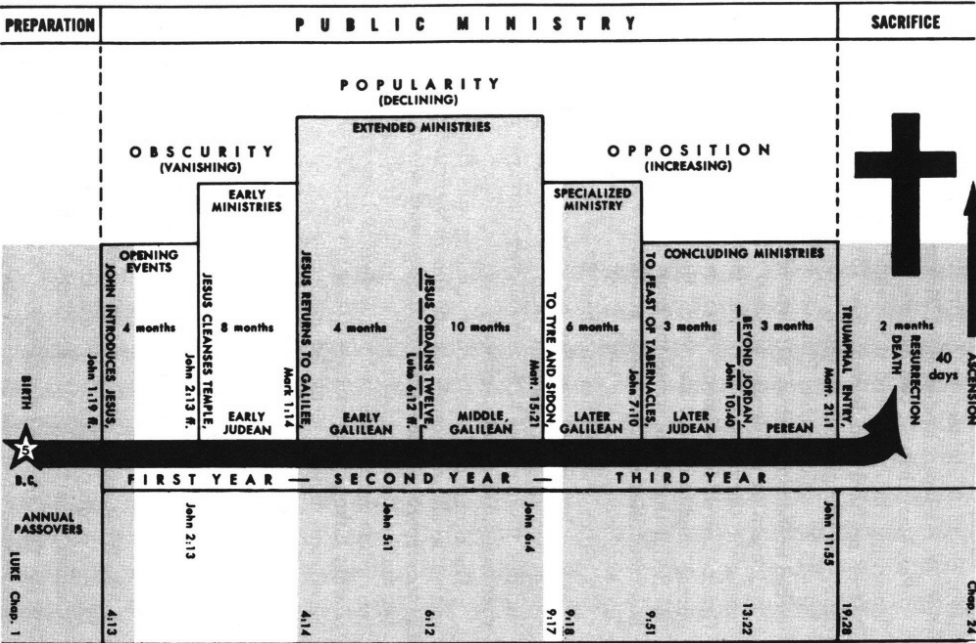 PREPARATION
PUBLIC MINISTRY
SACRIFICE
POPULARITY
(DECLINING)
EXTENDED MINISTRIES
OBSCURITY
(VANISHING)
OPPOSITION
(INCREASING)
EARLY
MINISTRIES
SPECIALIZED
MINISTRY
OPENING
EVENTS
CONCLUDING MINISTRIES
BIRTH
JOHN INTRODUCES JESUS,
John 1:19 ff.
4 months
JESUS CLEANSES TEMPLE,
John 2:13 ff.
8 months
EARLY
JUDEAN
JESUS RETURNS TO GALILEE,
Mark 1:14
4 months
EARLY
GALILEAN
JESUS ORDAINS TWELVE,
Luke 6:12 ff.
10 months
MIDDLE,
GALILEAN
TO TYRE AND SIDON,
Matt. 15:21
6 months
LATER
GALILEAN
TO FEAST OF TABERNACLES,
John 7:10
3 months
LATER
JUDEAN
BEYOND JORDAN,
John 10:40
3 months
PEREAN
TRIUMPHAL ENTRY,
Matt. 21:1
2 months
DEATH
RESURRECTION
40
days
ASCENSION
5
B.C.
FIRST YEAR — SECOND YEAR — THIRD YEAR
ANNUAL
PASSOVERS
John 2:13
John 5:1
John 6:4
John 11:55
LUKE Chap. 1
4:13
4:14
6:12
9:17
9:18
9:51
13:22
19:28